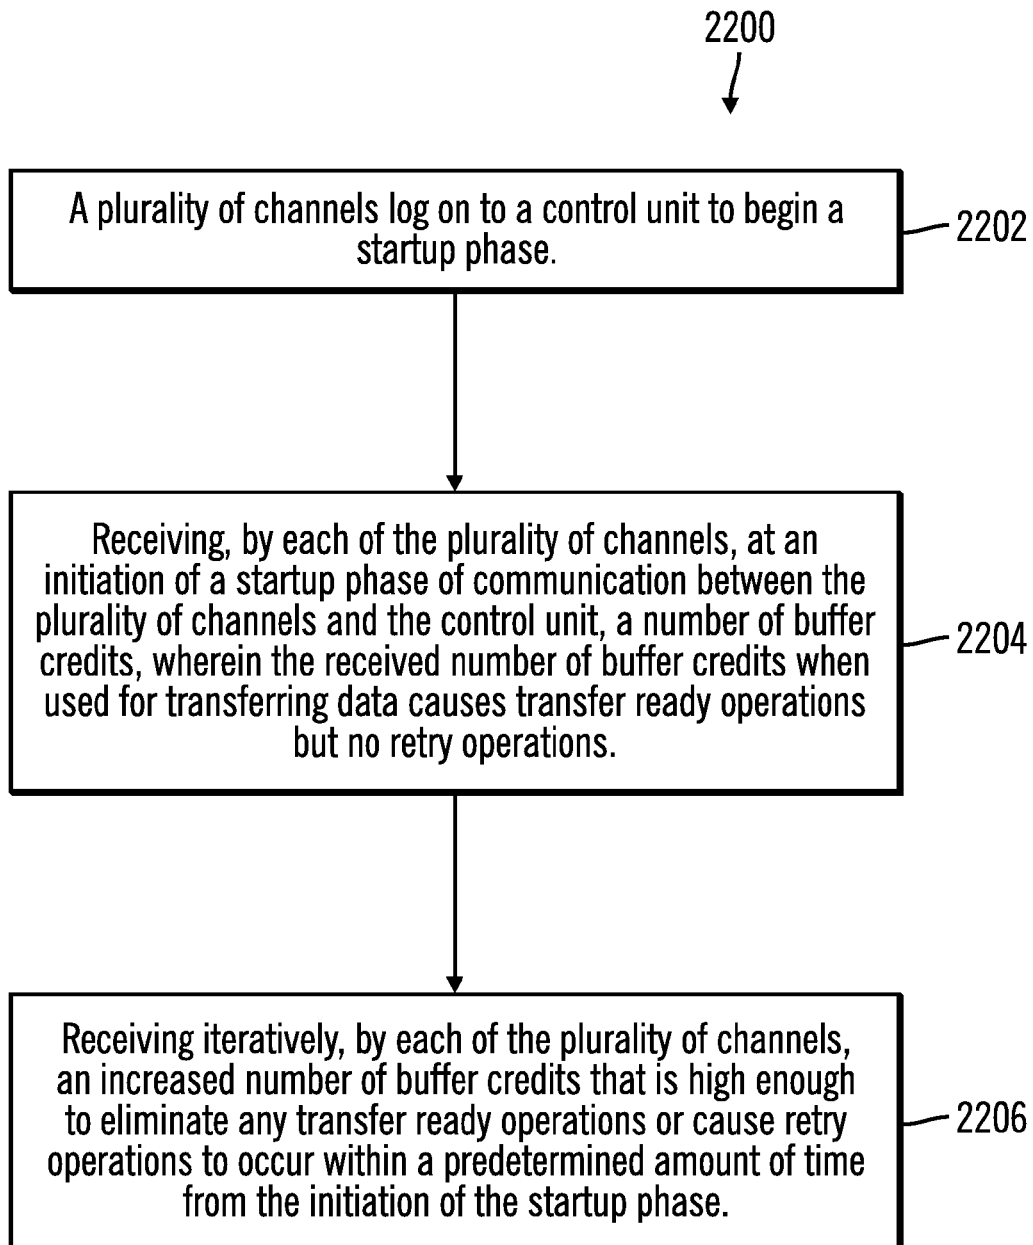 2200
A plurality of channels log on to a control unit to begin a
startup phase.
2202
Receiving, by each of the plurality of channels, at an
initiation of a startup phase of communication between the
plurality of channels and the control unit, a number of buffer
credits, wherein the received number of buffer credits when
used for transferring data causes transfer ready operations
but no retry operations.
2204
Receiving iteratively, by each of the plurality of channels,
an increased number of buffer credits that is high enough
to eliminate any transfer ready operations or cause retry
operations to occur within a predetermined amount of time
from the initiation of the startup phase.
2206